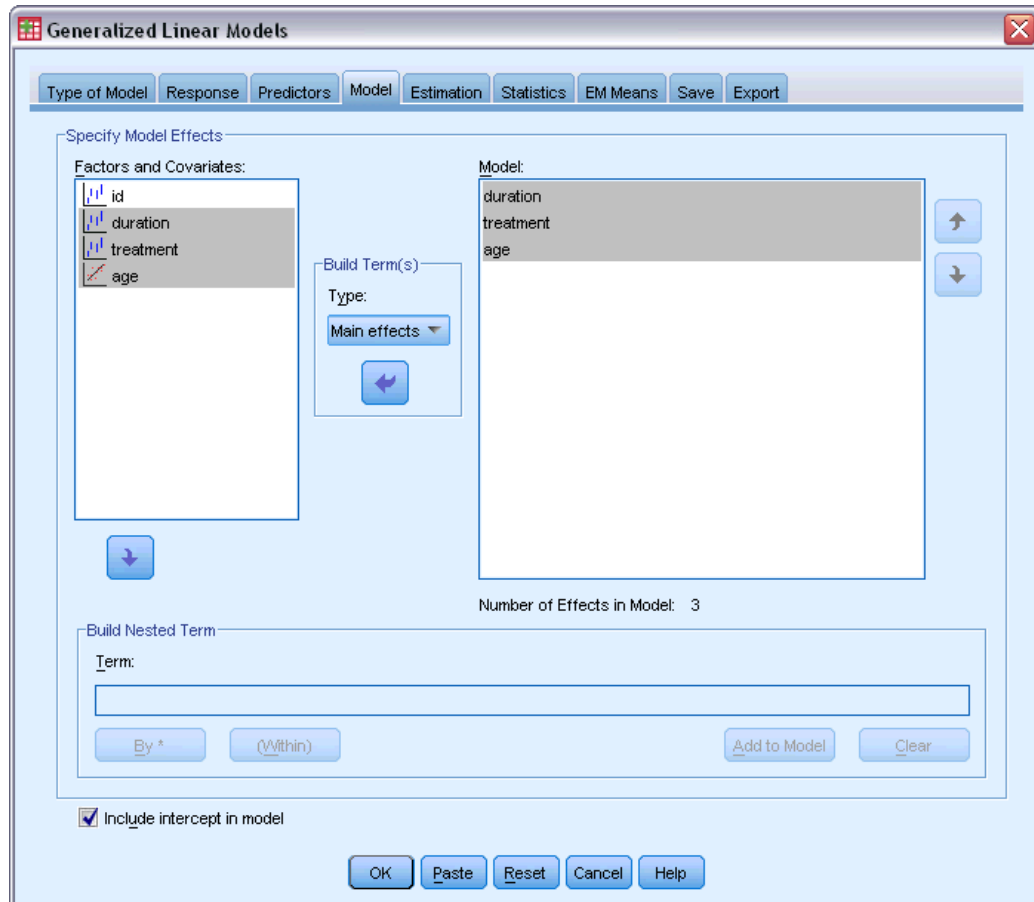 Generalized Linear Models
Type of Model Response Predictors Model Estimation Statistics EM Means Save Export
Specify Model Effects
Factors and Covariates:
id
duration
treatment
age
Build Term(s)
Type:
Main effects
Model:
duration
treatment
age
Number of Effects in Model: 3
Build Nested Term
Term:
By *
(Within)
Add to Model
Clear
Include intercept in model
OK Paste Reset Cancel Help